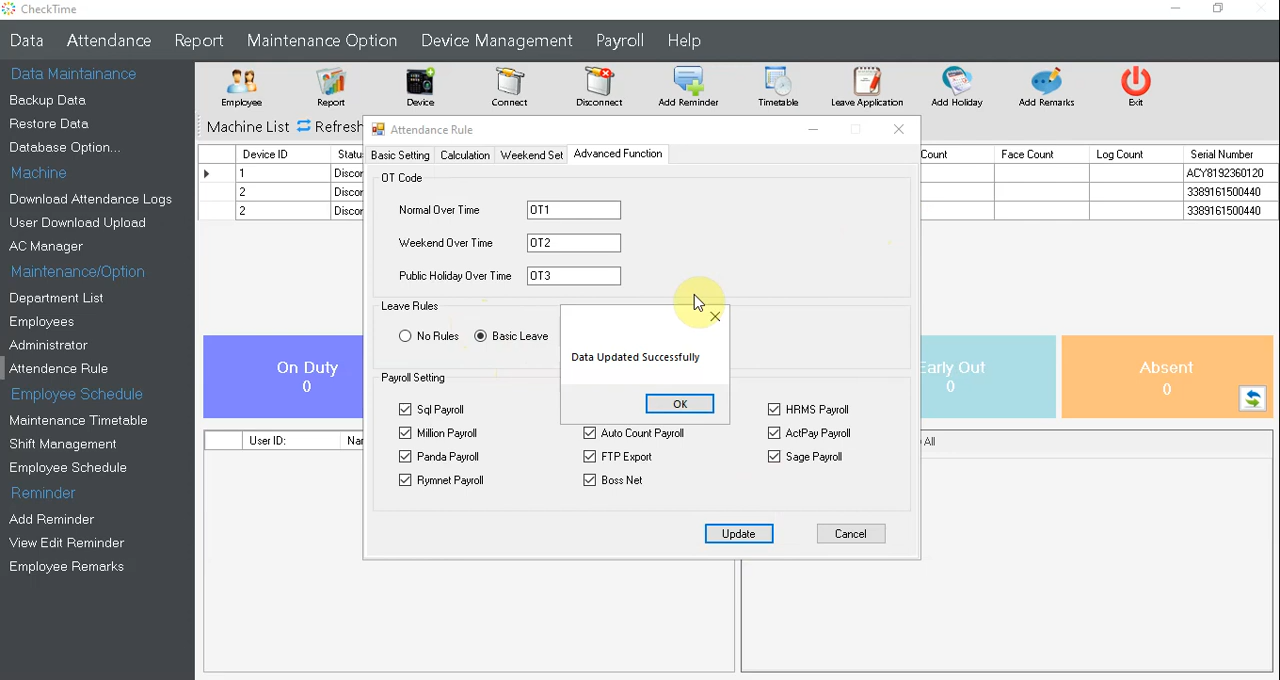 CheckTime
Data Attendance Report Maintenance Option Device Management Payroll Help
Data Maintainance
Backup Data
Restore Data
Database Option...
Machine
Download Attendance Logs
User Download Upload
AC Manager
Maintenance/Option
Department List
Employees
Administrator
Attendence Rule
Employee Schedule
Maintenance Timetable
Shift Management
Employee Schedule
Reminder
Add Reminder
View Edit Reminder
Employee Remarks
Employee Report Device Connect Disconnect Add Reminder Timetable Leave Application Add Holiday Add Remarks Exit
Machine List Refresh
Device ID Statu Count Face Count Log Count Serial Number
1 Discor ACY8192360120
2 Discor 3389161500440
2 Discor 3389161500440
Attendance Rule
Basic Setting Calculation Weekend Set Advanced Function
OT Code
Normal Over Time OT1
Weekend Over Time OT2
Public Holiday Over Time OT3
Leave Rules
No Rules Basic Leave
Payroll Setting
Sql Payroll HRMS Payroll
Million Payroll Auto Count Payroll ActPay Payroll
Panda Payroll FTP Export Sage Payroll
Rymnet Payroll Boss Net
Update Cancel
Data Updated Successfully
OK
On Duty
0
Early Out
0
Absent
0
User ID: Nar
All